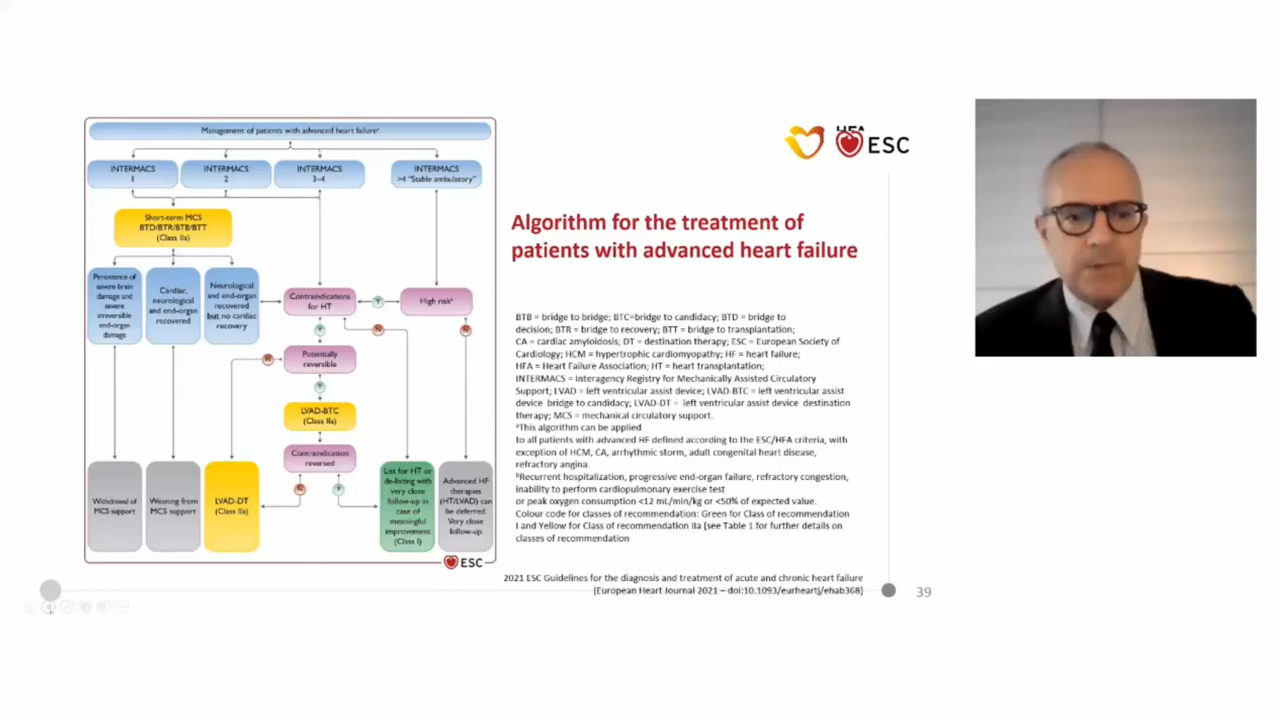 Management of patients with advanced heart failureᵃ
INTERMACS
1
INTERMACS
2
INTERMACS
3–4
INTERMACS
>4 "Stable ambulatory"
Short-term MCS
BTD/BTR/BTB/BTT
(Class IIa)
Persistence of
severe brain
damage and
severe
irreversible
end-organ
damage
Cardiac,
neurological
and end-organ
recovered
Neurological
and end-organ
recovered
but no cardiac
recovery
Contraindications
for HT
Y
High riskᵇ
Y
N
N
N
Potentially
reversible
Y
LVAD-BTC
(Class IIa)
Contraindication
reversed
N
Y
Withdrawal of
MCS support
Weaning from
MCS support
LVAD-DT
(Class IIa)
List for HT or
de-listing with
very close
follow-up in
case of
meaningful
improvement
(Class I)
Advanced HF
therapies
(HT/LVAD) can
be deferred.
Very close
follow-up
ESC
HFA
ESC
Algorithm for the treatment of
patients with advanced heart failure
BTB = bridge to bridge; BTC=bridge to candidacy; BTD = bridge to
decision; BTR = bridge to recovery; BTT = bridge to transplantation;
CA = cardiac amyloidosis; DT = destination therapy; ESC = European Society of
Cardiology; HCM = hypertrophic cardiomyopathy; HF = heart failure;
HFA = Heart Failure Association; HT = heart transplantation;
INTERMACS = Interagency Registry for Mechanically Assisted Circulatory
Support; LVAD = left ventricular assist device; LVAD-BTC = left ventricular assist
device bridge to candidacy; LVAD-DT = left ventricular assist device destination
therapy; MCS = mechanical circulatory support.
ᵃThis algorithm can be applied
to all patients with advanced HF defined according to the ESC/HFA criteria, with
exception of HCM, CA, arrhythmic storm, adult congenital heart disease,
refractory angina.
ᵇRecurrent hospitalization, progressive end-organ failure, refractory congestion,
inability to perform cardiopulmonary exercise test
or peak oxygen consumption <12 mL/min/kg or <50% of expected value.
Colour code for classes of recommendation: Green for Class of recommendation
I and Yellow for Class of recommendation IIa (see Table 1 for further details on
classes of recommendation
2021 ESC Guidelines for the diagnosis and treatment of acute and chronic heart failure
(European Heart Journal 2021 – doi:10.1093/eurheartj/ehab368)
39